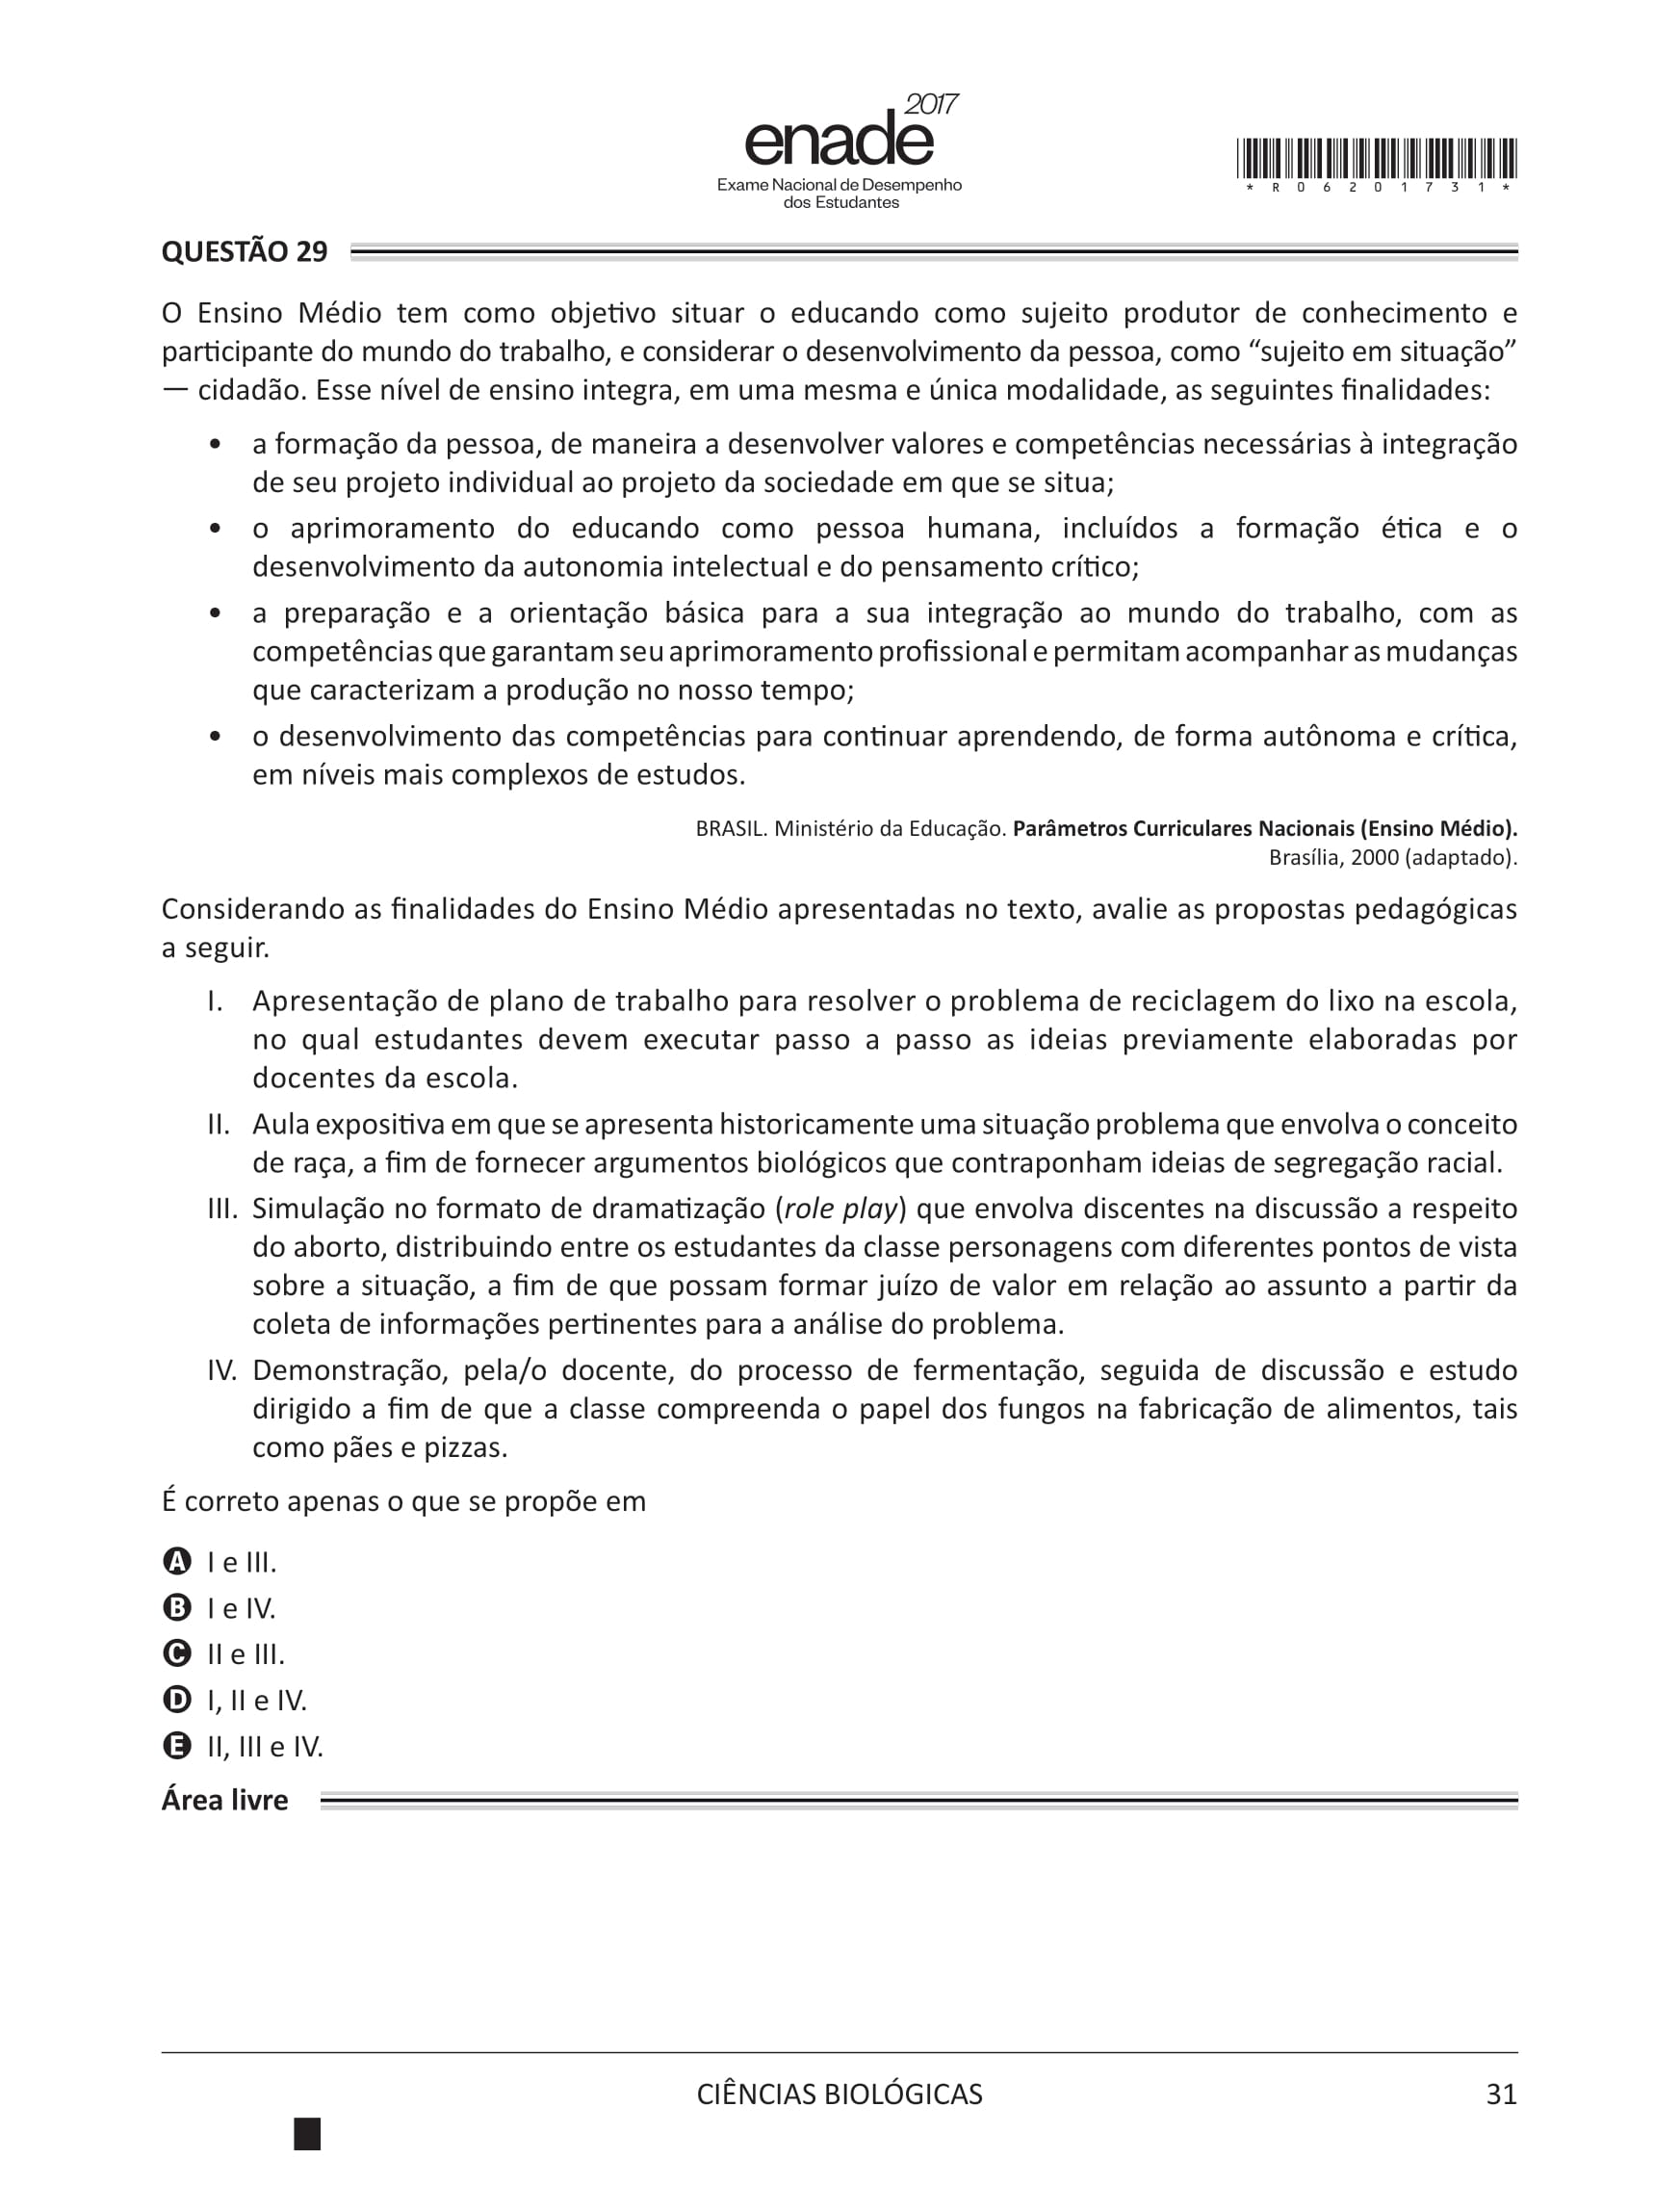 2017
enade
Exame Nacional de Desempenho
dos Estudantes
* R 0 6 2 0 1 7 3 1 *
QUESTÃO 29
O Ensino Médio tem como objetivo situar o educando como sujeito produtor de conhecimento e
participante do mundo do trabalho, e considerar o desenvolvimento da pessoa, como “sujeito em situação”
— cidadão. Esse nível de ensino integra, em uma mesma e única modalidade, as seguintes finalidades:
• a formação da pessoa, de maneira a desenvolver valores e competências necessárias à integração
de seu projeto individual ao projeto da sociedade em que se situa;
• o aprimoramento do educando como pessoa humana, incluídos a formação ética e o
desenvolvimento da autonomia intelectual e do pensamento crítico;
• a preparação e a orientação básica para a sua integração ao mundo do trabalho, com as
competências que garantam seu aprimoramento profissional e permitam acompanhar as mudanças
que caracterizam a produção no nosso tempo;
• o desenvolvimento das competências para continuar aprendendo, de forma autônoma e crítica,
em níveis mais complexos de estudos.
BRASIL. Ministério da Educação. Parâmetros Curriculares Nacionais (Ensino Médio).
Brasília, 2000 (adaptado).
Considerando as finalidades do Ensino Médio apresentadas no texto, avalie as propostas pedagógicas
a seguir.
I. Apresentação de plano de trabalho para resolver o problema de reciclagem do lixo na escola,
no qual estudantes devem executar passo a passo as ideias previamente elaboradas por
docentes da escola.
II. Aula expositiva em que se apresenta historicamente uma situação problema que envolva o conceito
de raça, a fim de fornecer argumentos biológicos que contraponham ideias de segregação racial.
III. Simulação no formato de dramatização (role play) que envolva discentes na discussão a respeito
do aborto, distribuindo entre os estudantes da classe personagens com diferentes pontos de vista
sobre a situação, a fim de que possam formar juízo de valor em relação ao assunto a partir da
coleta de informações pertinentes para a análise do problema.
IV. Demonstração, pela/o docente, do processo de fermentação, seguida de discussão e estudo
dirigido a fim de que a classe compreenda o papel dos fungos na fabricação de alimentos, tais
como pães e pizzas.
É correto apenas o que se propõe em
A I e III.
B I e IV.
C II e III.
D I, II e IV.
E II, III e IV.
Área livre
CIÊNCIAS BIOLÓGICAS
31